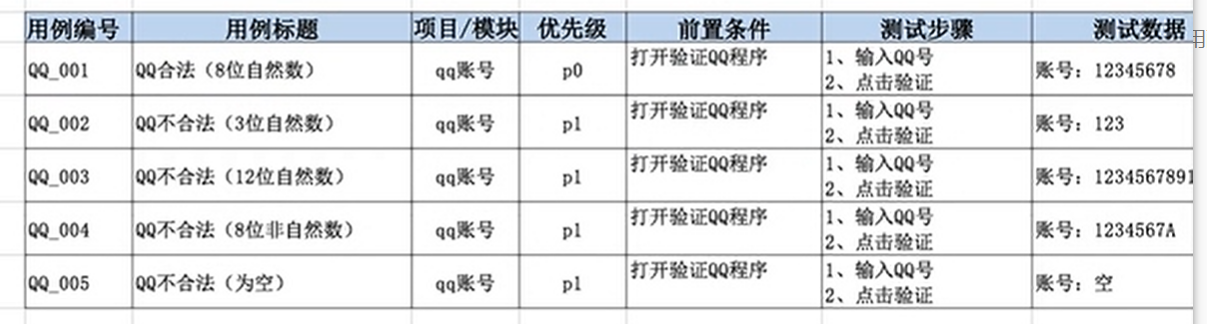 用例编号 用例标题 项目/模块 优先级 前置条件 测试步骤 测试数据
QQ_001 QQ合法（8位自然数） qq账号 p0 打开验证QQ程序 1、输入QQ号 账号：12345678
2、点击验证
QQ_002 QQ不合法（3位自然数） qq账号 p1 打开验证QQ程序 1、输入QQ号 账号：123
2、点击验证
QQ_003 QQ不合法（12位自然数） qq账号 p1 打开验证QQ程序 1、输入QQ号 账号：1234567891
2、点击验证
QQ_004 QQ不合法（8位非自然数） qq账号 p1 打开验证QQ程序 1、输入QQ号 账号：1234567A
2、点击验证
QQ_005 QQ不合法（为空） qq账号 p1 打开验证QQ程序 1、输入QQ号 账号：空
2、点击验证